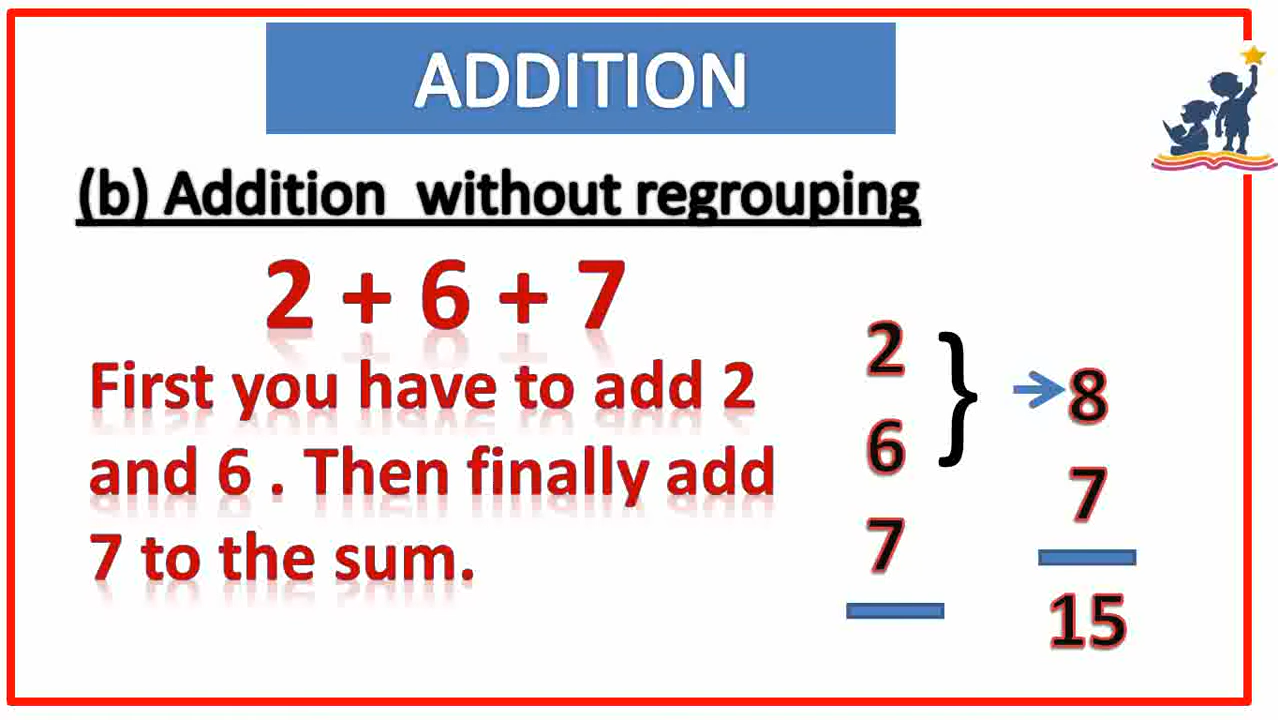 ADDITION
(b) Addition without regrouping
2 + 6 + 7
First you have to add 2
and 6 . Then finally add
7 to the sum.
2
6
7
}
8
7
15